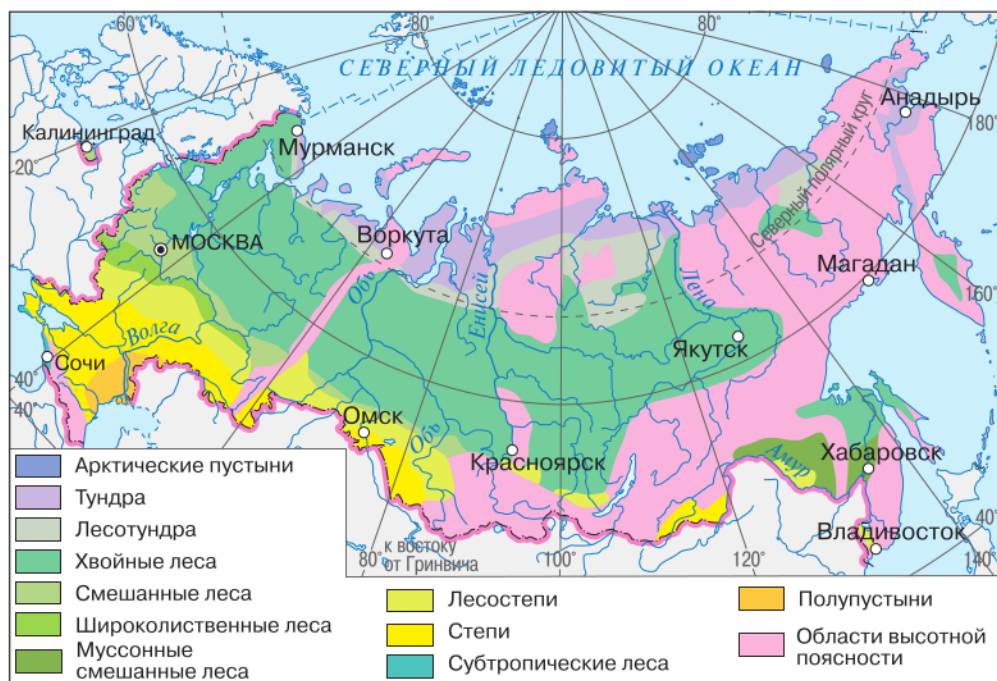 60°
80°
80°
СЕВЕРНЫЙ ЛЕДОВИТЫЙ ОКЕАН
Анадырь
180°
Калининград
20°
Мурманск
Северный полярный круг
МОСКВА
Воркута
Обь
Енисей
Лена
Магадан
160°
Волга
Якутск
Сочи
40°
40°
Омск
Обь
Красноярск
Амур
Хабаровск
Владивосток
40°
80°
к востоку
от Гринвича
100°
120°
140°
Арктические пустыни
Тундра
Лесотундра
Хвойные леса
Смешанные леса
Широколиственные леса
Муссонные
смешанные леса
Лесостепи
Степи
Субтропические леса
Полупустыни
Области высотной
поясности